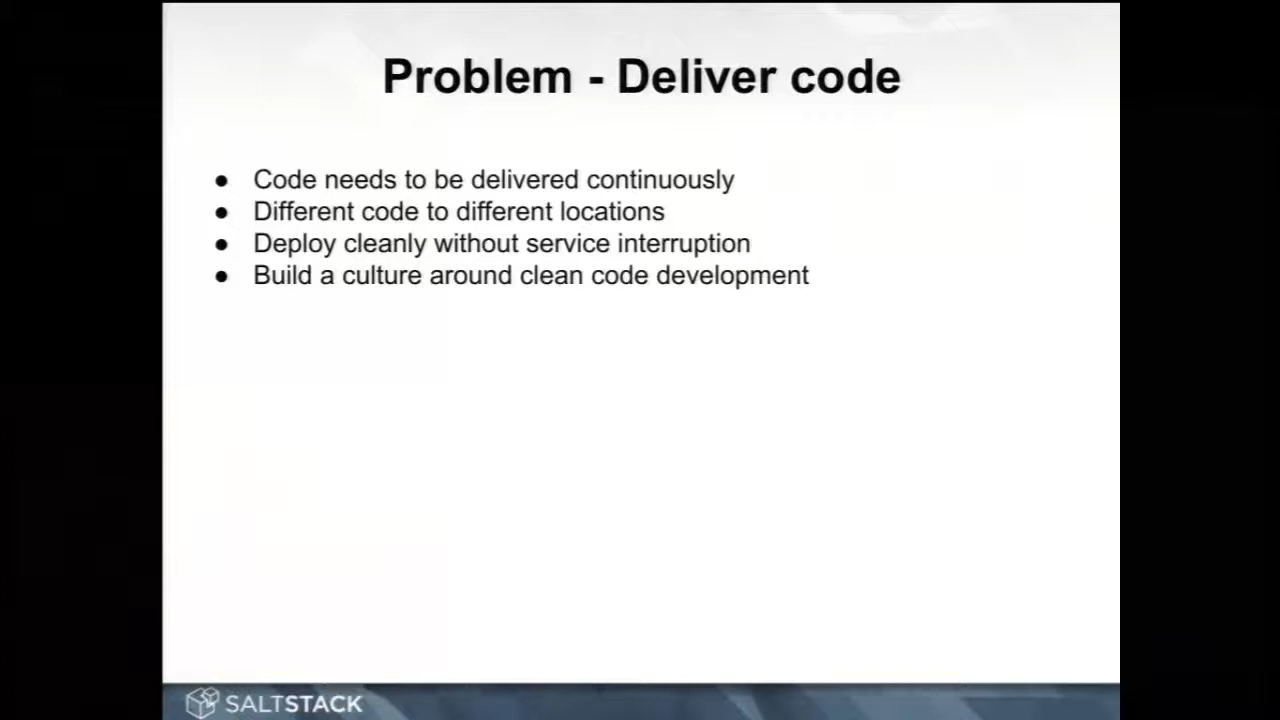 Problem - Deliver code
● Code needs to be delivered continuously
● Different code to different locations
● Deploy cleanly without service interruption
● Build a culture around clean code development
SALTSTACK